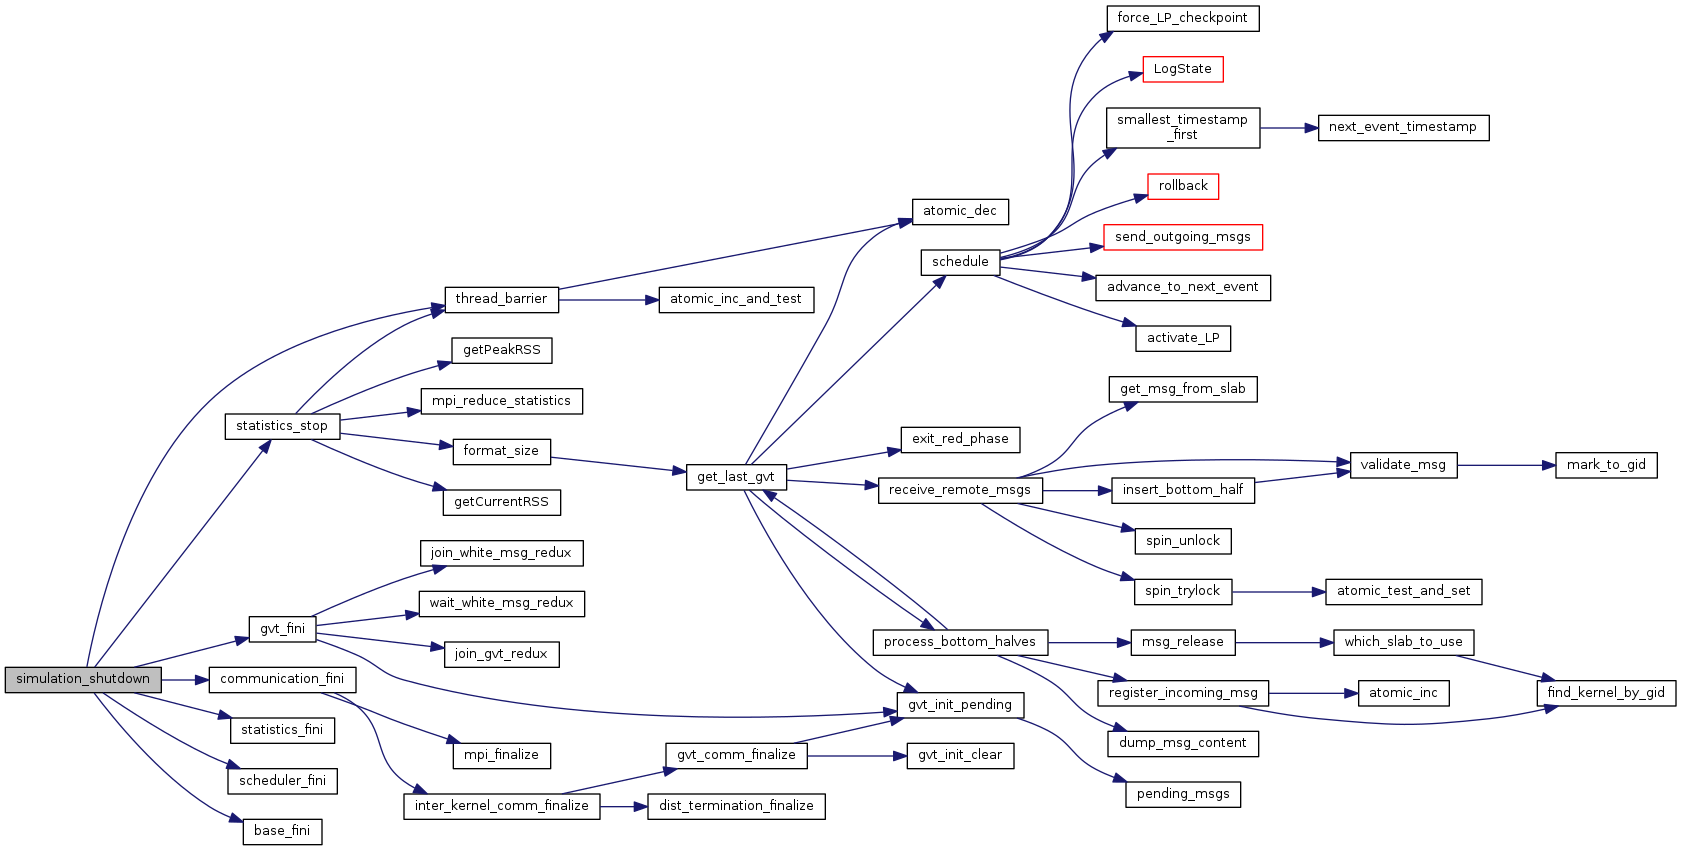 force_LP_checkpoint
LogState
smallest_timestamp
_first
next_event_timestamp
rollback
atomic_dec
send_outgoing_msgs
schedule
advance_to_next_event
thread_barrier
atomic_inc_and_test
activate_LP
getPeakRSS
get_msg_from_slab
mpi_reduce_statistics
statistics_stop
exit_red_phase
format_size
validate_msg
mark_to_gid
get_last_gvt
receive_remote_msgs
insert_bottom_half
getCurrentRSS
spin_unlock
join_white_msg_redux
spin_trylock
atomic_test_and_set
wait_white_msg_redux
gvt_fini
process_bottom_halves
msg_release
which_slab_to_use
join_gvt_redux
simulation_shutdown
communication_fini
register_incoming_msg
atomic_inc
find_kernel_by_gid
gvt_init_pending
statistics_fini
dump_msg_content
mpi_finalize
gvt_comm_finalize
gvt_init_clear
scheduler_fini
pending_msgs
inter_kernel_comm_finalize
dist_termination_finalize
base_fini